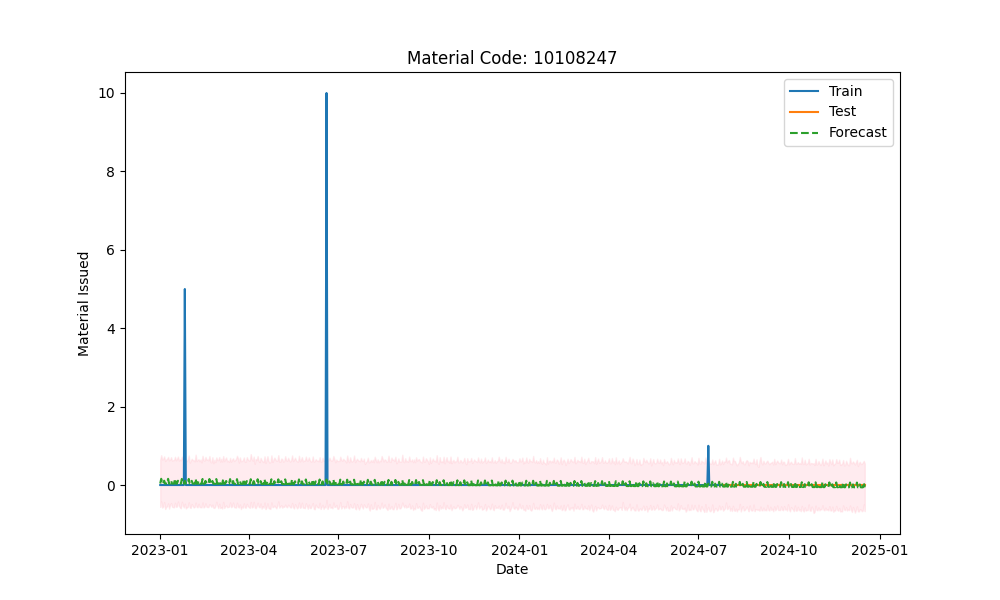 Material Code: 10108247
Train
Test
Forecast
10
8
6
4
2
0
Material Issued
2023-01 2023-04 2023-07 2023-10 2024-01 2024-04 2024-07 2024-10 2025-01
Date